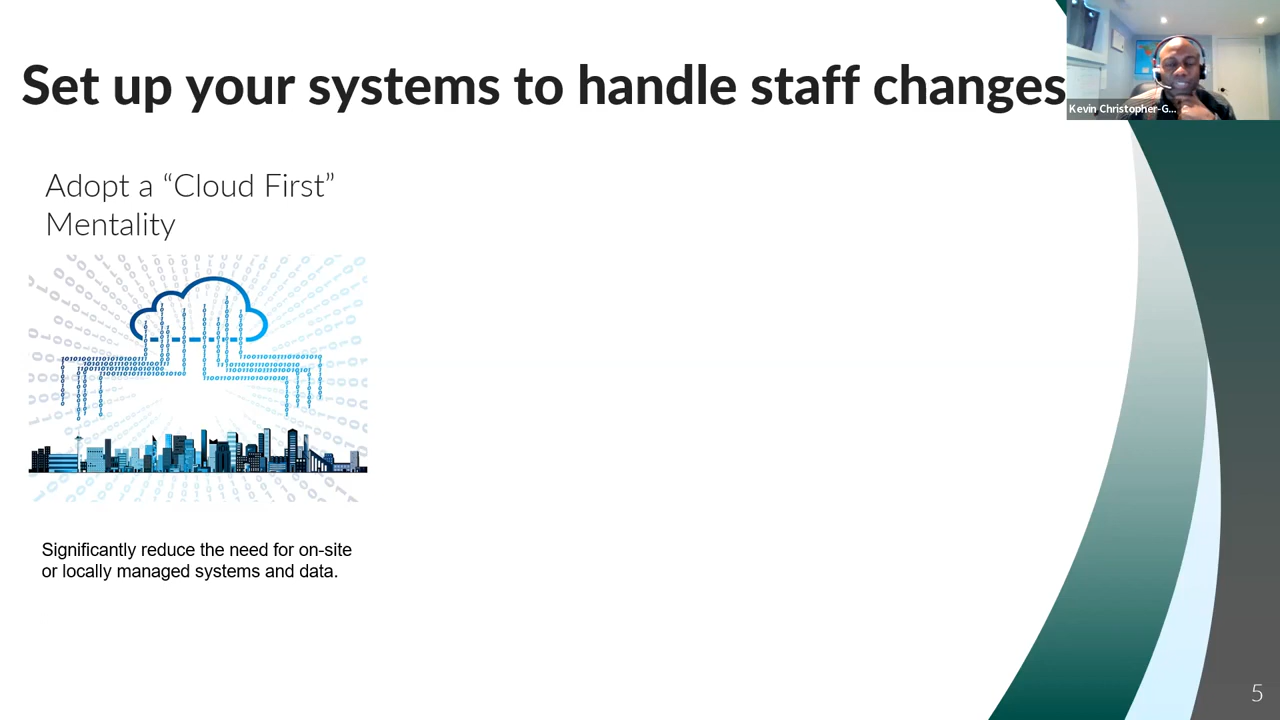 Set up your systems to handle staff changes
Kevin Christopher-G...
Adopt a “Cloud First”
Mentality
Significantly reduce the need for on-site
or locally managed systems and data.
5